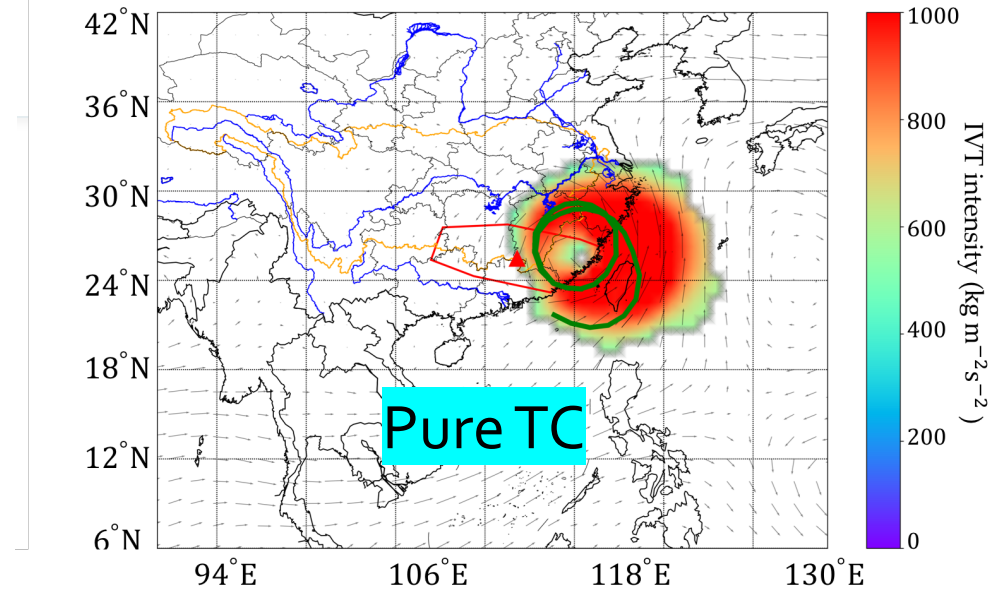 42°N
36°N
30°N
24°N
18°N
12°N
6°N
94°E
106°E
118°E
130°E
Pure TC
1000
800
600
400
200
0
IVT intensity (kg m⁻²s⁻²)